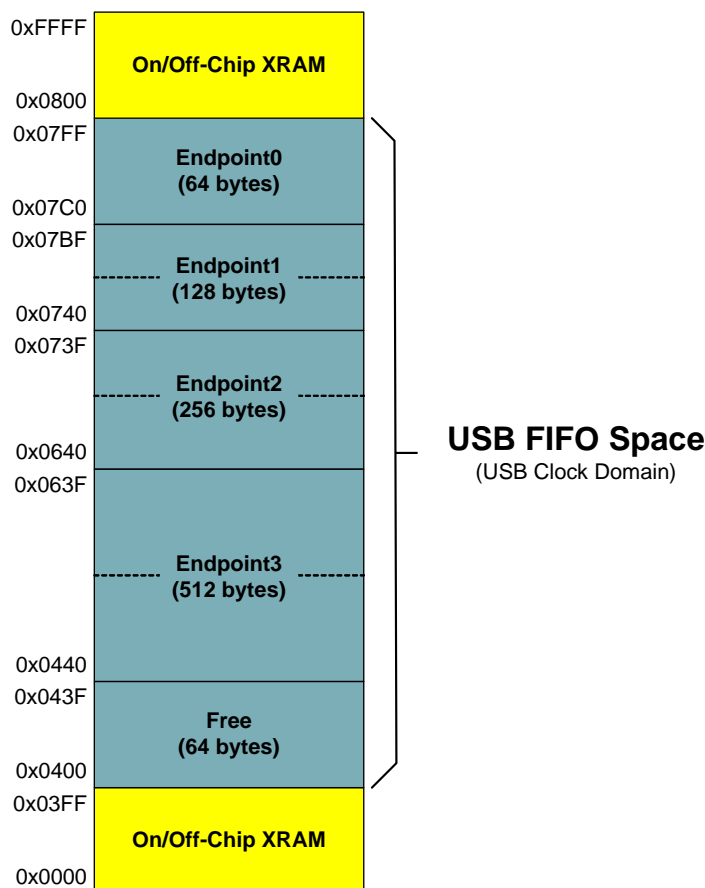 0xFFFF
On/Off-Chip XRAM
0x0800
0x07FF
Endpoint0
(64 bytes)
0x07C0
0x07BF
Endpoint1
(128 bytes)
0x0740
0x073F
Endpoint2
(256 bytes)
0x0640
0x063F
Endpoint3
(512 bytes)
0x0440
0x043F
Free
(64 bytes)
0x0400
0x03FF
On/Off-Chip XRAM
0x0000
USB FIFO Space
(USB Clock Domain)